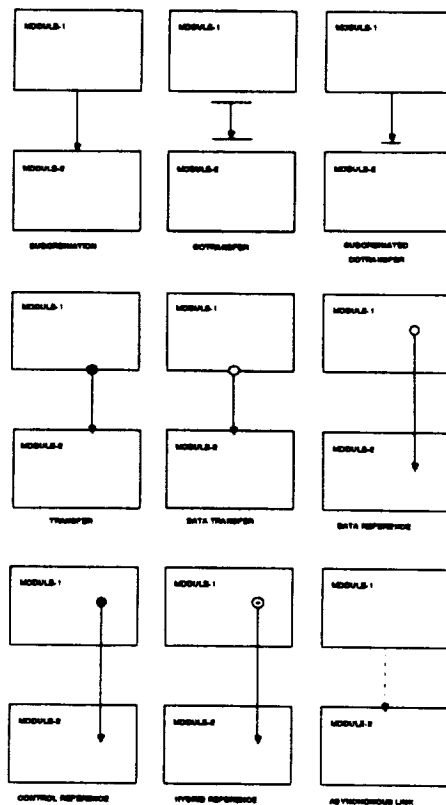 MODULE-1
MODULE-1
MODULE-1
MODULE-2
MODULE-2
MODULE-2
SUBORDINATION
COTRANSFER
SUBORDINATED
COTRANSFER
MODULE-1
MODULE-1
MODULE-1
MODULE-2
MODULE-2
MODULE-2
TRANSFER
DATA TRANSFER
DATA REFERENCE
MODULE-1
MODULE-1
MODULE-1
MODULE-2
MODULE-2
MODULE-2
CONTROL REFERENCE
HYBRID REFERENCE
ASYNCHONOUS LINK